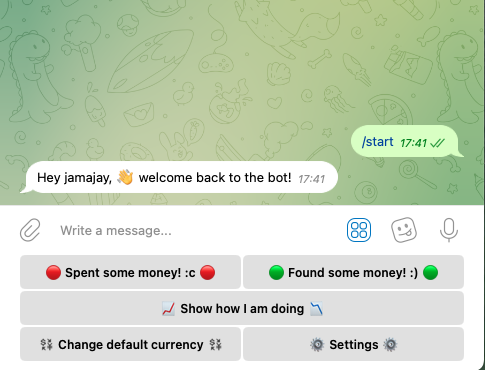 /start 17:41
Hey jamajay, 👋 welcome back to the bot! 17:41
Write a message...
🔴 Spent some money! :c 🔴
🟢 Found some money! :) 🟢
📈 Show how I am doing 📉
💱 Change default currency 💱
⚙️ Settings ⚙️